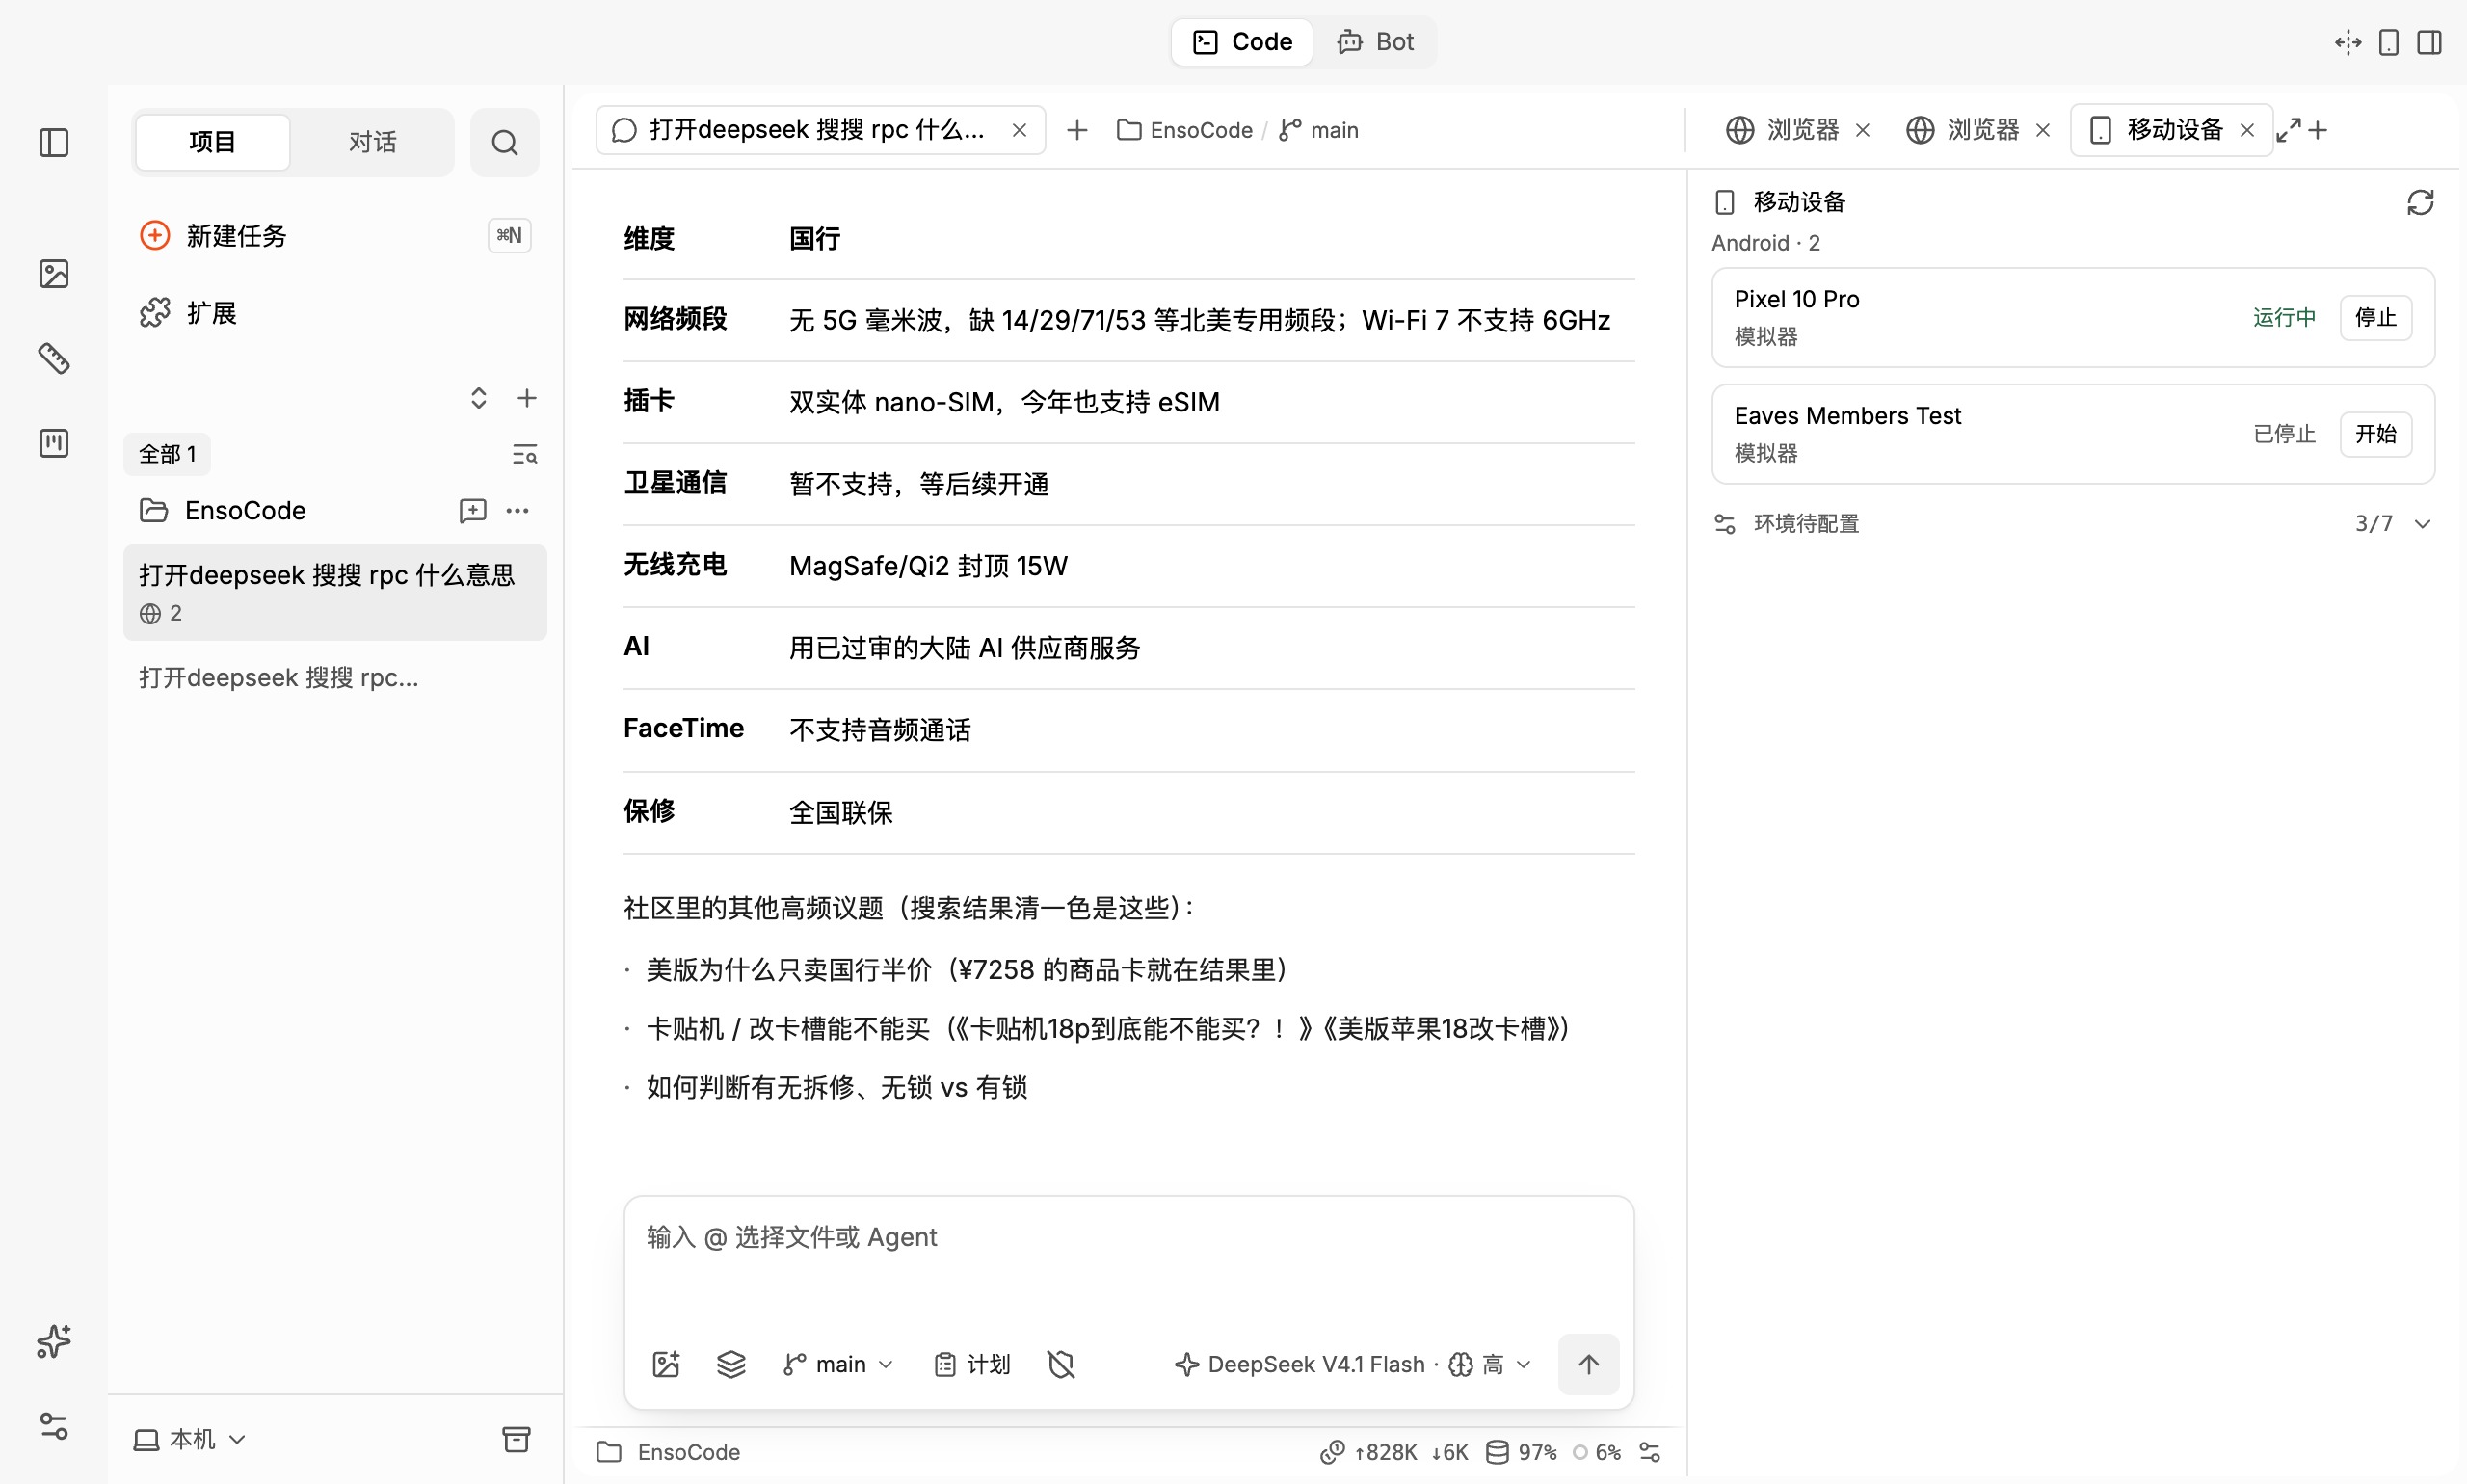 Code
Bot
项目
对话
新建任务
⌘N
扩展
全部 1
EnsoCode
打开deepseek 搜搜 rpc 什么意思
2
打开deepseek 搜搜 rpc...
本机
打开deepseek 搜搜 rpc 什么...
EnsoCode / main
维度 国行
网络频段 无 5G 毫米波，缺 14/29/71/53 等北美专用频段；Wi-Fi 7 不支持 6GHz
插卡 双实体 nano-SIM，今年也支持 eSIM
卫星通信 暂不支持，等后续开通
无线充电 MagSafe/Qi2 封顶 15W
AI 用已过审的大陆 AI 供应商服务
FaceTime 不支持音频通话
保修 全国联保
社区里的其他高频议题（搜索结果清一色是这些）：
· 美版为什么只卖国行半价（¥7258 的商品卡就在结果里）
· 卡贴机 / 改卡槽能不能买（《卡贴机18p到底能不能买？！》《美版苹果18改卡槽》）
· 如何判断有无拆修、无锁 vs 有锁
输入 @ 选择文件或 Agent
main
计划
DeepSeek V4.1 Flash · 高
EnsoCode
↑828K ↓6K 97% 6%
浏览器
浏览器
移动设备
移动设备
Android · 2
Pixel 10 Pro
模拟器
运行中
停止
Eaves Members Test
模拟器
已停止
开始
环境待配置
3/7